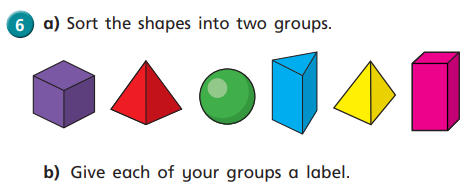 6 a) Sort the shapes into two groups.
b) Give each of your groups a label.